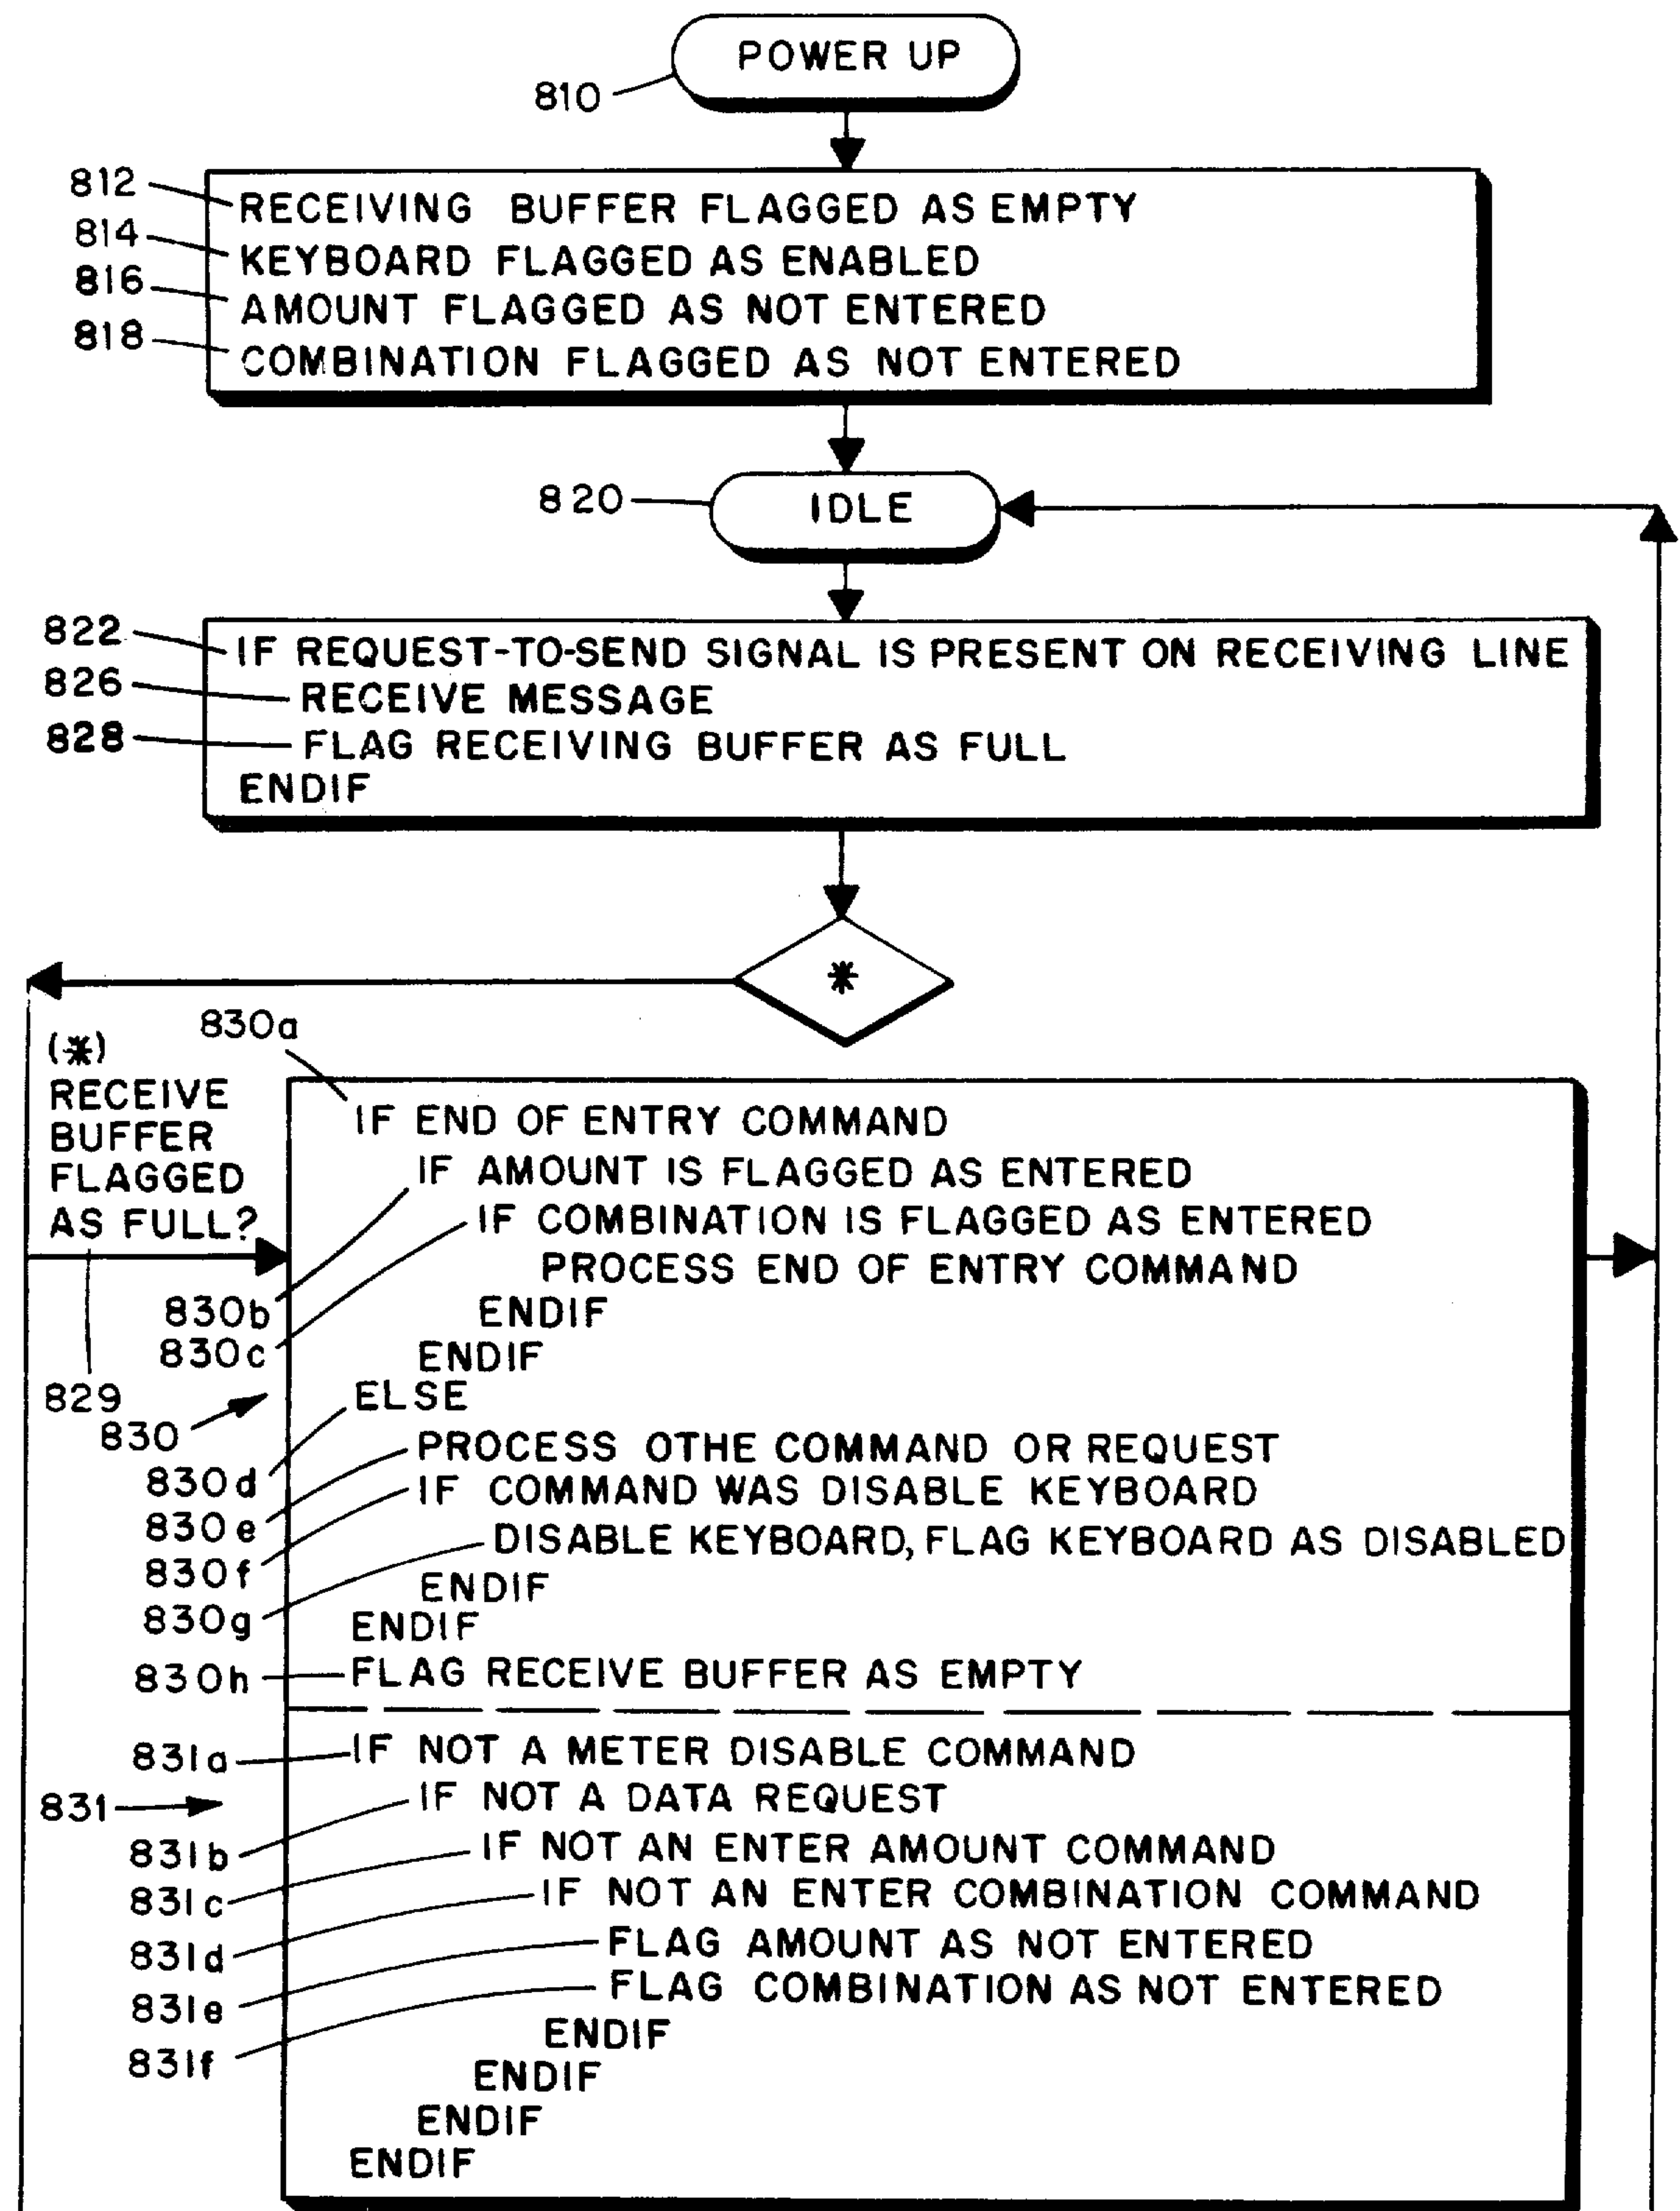 POWER UP
810
812
RECEIVING BUFFER FLAGGED AS EMPTY
814
KEYBOARD FLAGGED AS ENABLED
816
AMOUNT FLAGGED AS NOT ENTERED
818
COMBINATION FLAGGED AS NOT ENTERED
820
IDLE
822
IF REQUEST-TO-SEND SIGNAL IS PRESENT ON RECEIVING LINE
826
RECEIVE MESSAGE
828
FLAG RECEIVING BUFFER AS FULL
ENDIF
*
(*)
RECEIVE
BUFFER
FLAGGED
AS FULL?
829
830
830a
IF END OF ENTRY COMMAND
830b
IF AMOUNT IS FLAGGED AS ENTERED
830c
IF COMBINATION IS FLAGGED AS ENTERED
PROCESS END OF ENTRY COMMAND
ENDIF
ENDIF
830d
ELSE
830e
PROCESS OTHE COMMAND OR REQUEST
830f
IF COMMAND WAS DISABLE KEYBOARD
830g
DISABLE KEYBOARD, FLAG KEYBOARD AS DISABLED
ENDIF
ENDIF
830h
FLAG RECEIVE BUFFER AS EMPTY
831a
IF NOT A METER DISABLE COMMAND
831
831b
IF NOT A DATA REQUEST
831c
IF NOT AN ENTER AMOUNT COMMAND
831d
IF NOT AN ENTER COMBINATION COMMAND
831e
FLAG AMOUNT AS NOT ENTERED
831f
FLAG COMBINATION AS NOT ENTERED
ENDIF
ENDIF
ENDIF
ENDIF